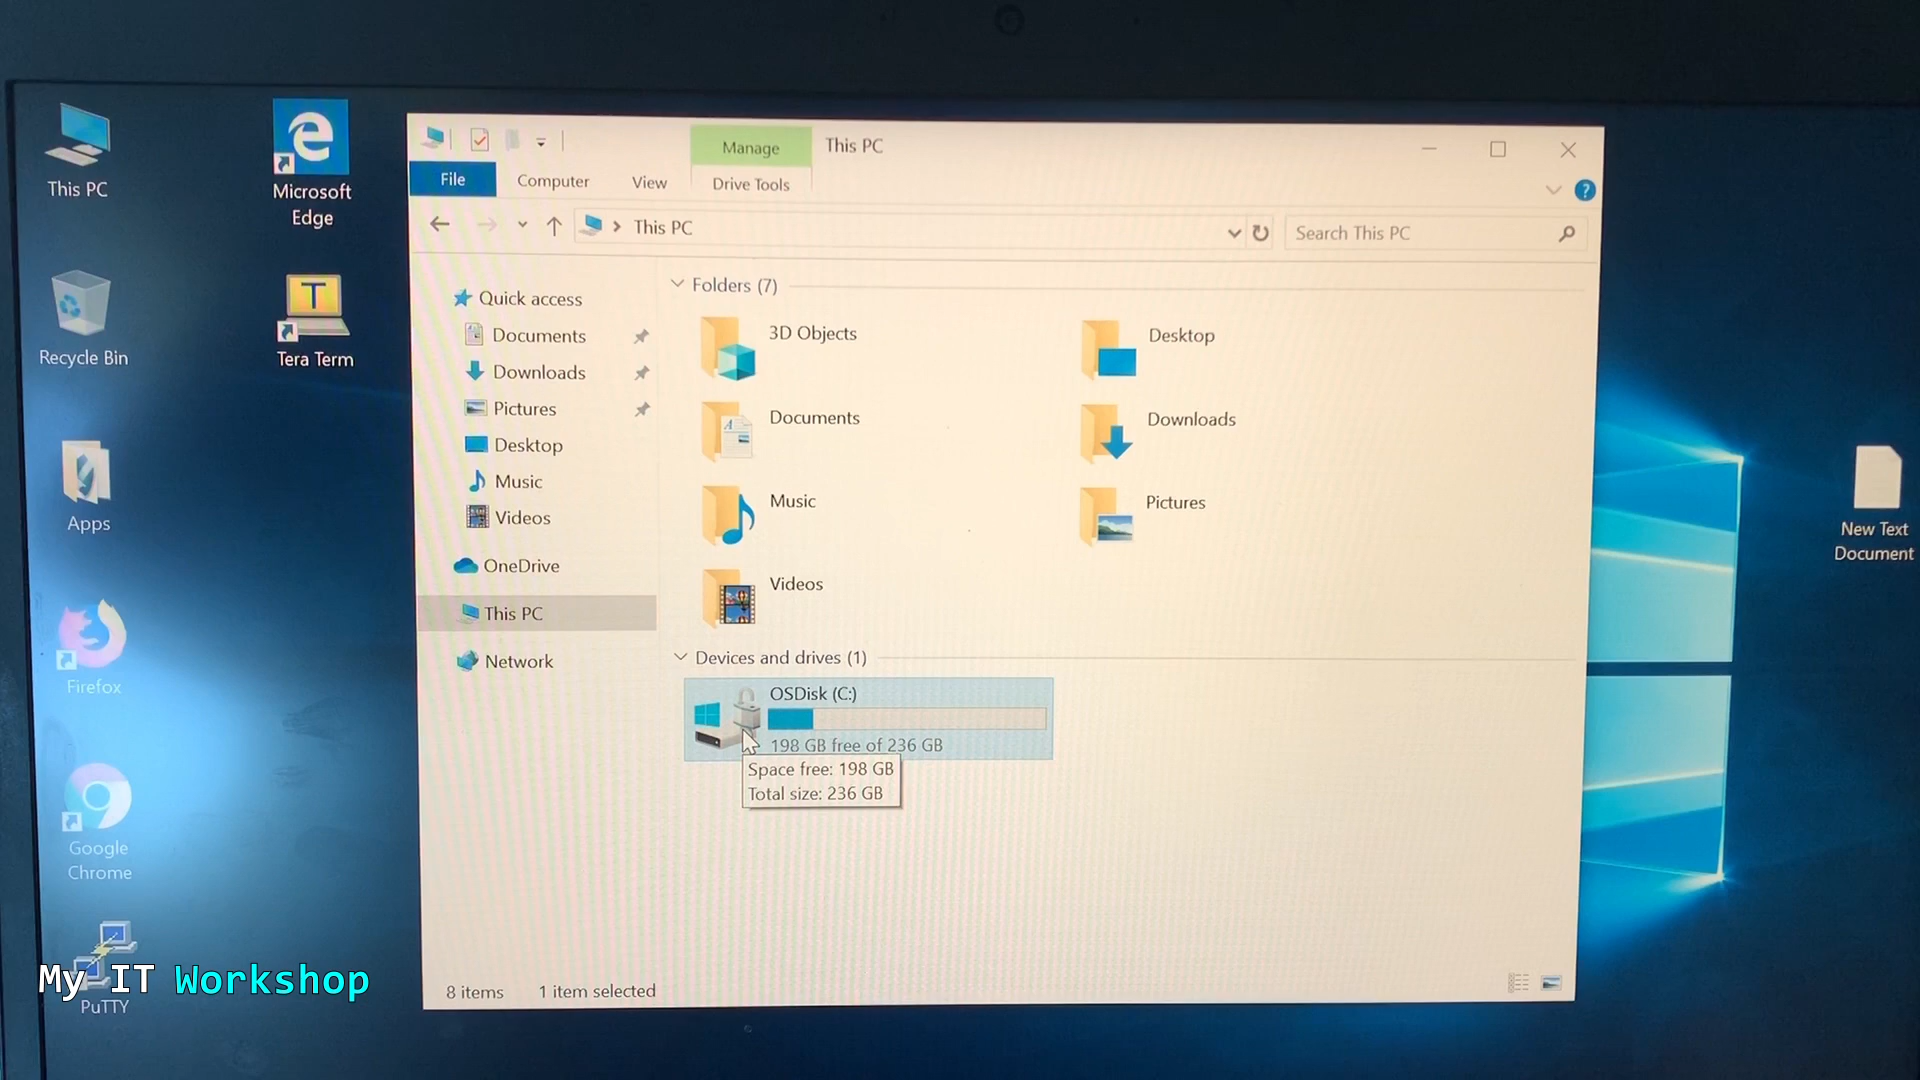 This PC
Recycle Bin
Apps
Firefox
Google
Chrome
PuTTY
Microsoft
Edge
T
Tera Term
Manage
This PC
File
Computer
View
Drive Tools
?
This PC
Search This PC
Quick access
Documents
Downloads
Pictures
Desktop
Music
Videos
OneDrive
This PC
Network
Folders (7)
3D Objects
Desktop
Documents
Downloads
Music
Pictures
Videos
Devices and drives (1)
OSDisk (C:)
198 GB free of 236 GB
Space free: 198 GB
Total size: 236 GB
8 items
1 item selected
New Text
Document
My IT Workshop